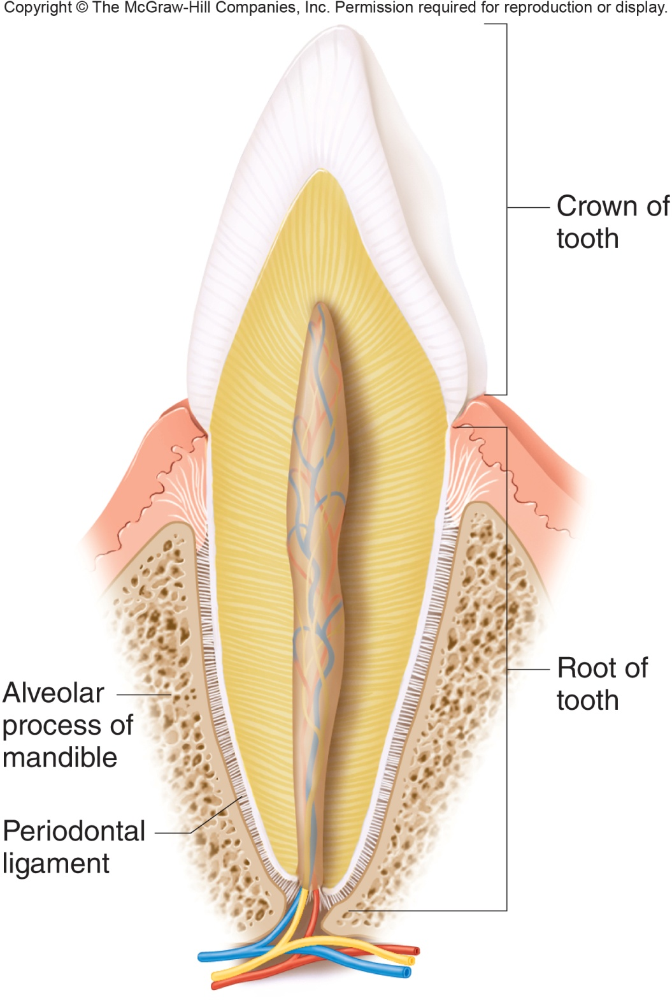 Copyright © The McGraw-Hill Companies, Inc. Permission required for reproduction or display.
Crown of
tooth
Root of
tooth
Alveolar
process of
mandible
Periodontal
ligament